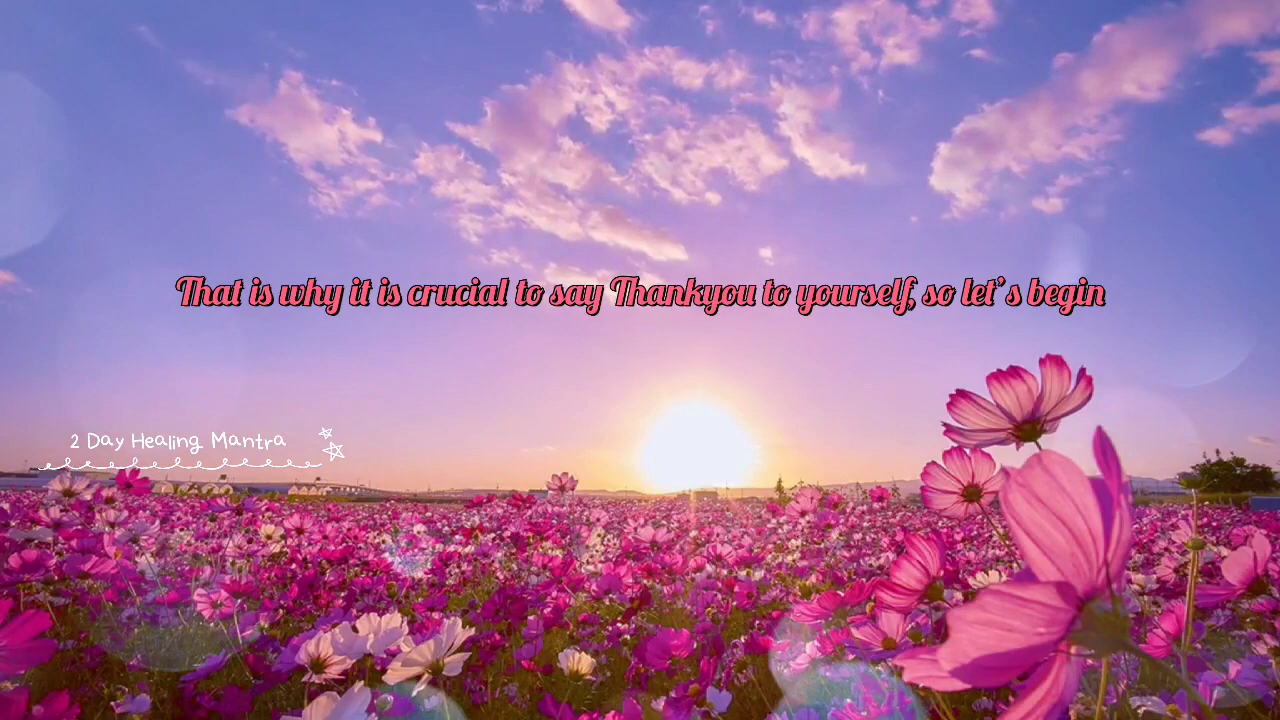 That is why it is crucial to say Thankyou to yourself, so let's begin
2 Day Healing Mantra